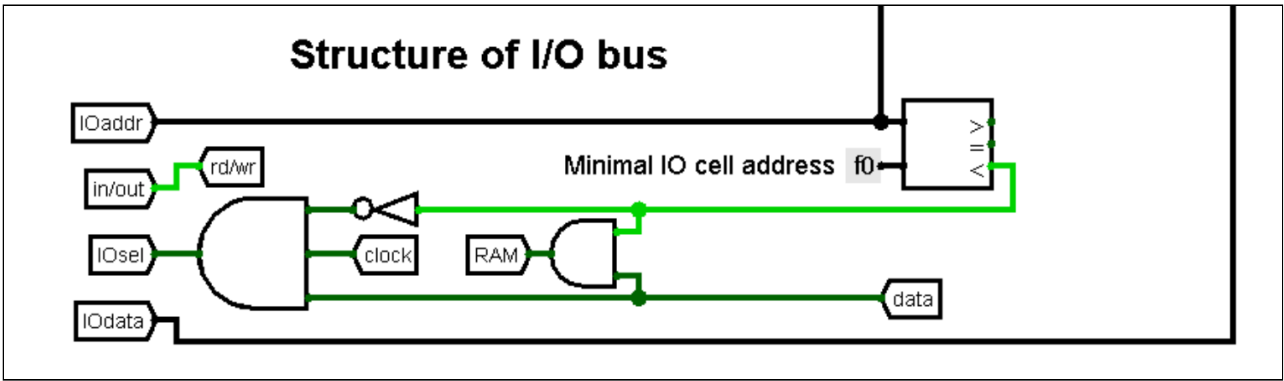 Structure of I/O bus
IOaddr
>
=
<
Minimal IO cell address f0
in/out
rd/wr
IOsel
clock
RAM
data
IOdata